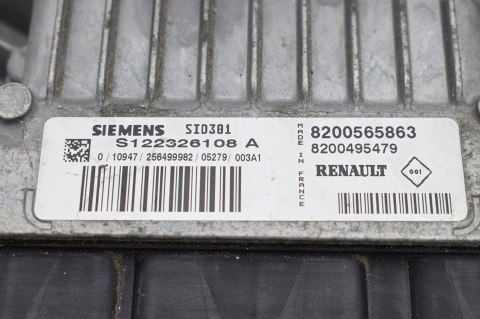 SIEMENS SID301
S122326108 A
0 / 10947 / 256499982 / 05279 / 003A1
MADE IN FRANCE
8200565863
8200495479
RENAULT 001